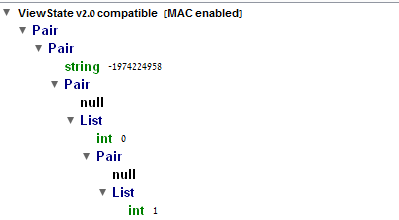 ViewState v2.0 compatible [MAC enabled]
Pair
Pair
string -1974224958
Pair
null
List
int 0
Pair
null
List
int 1